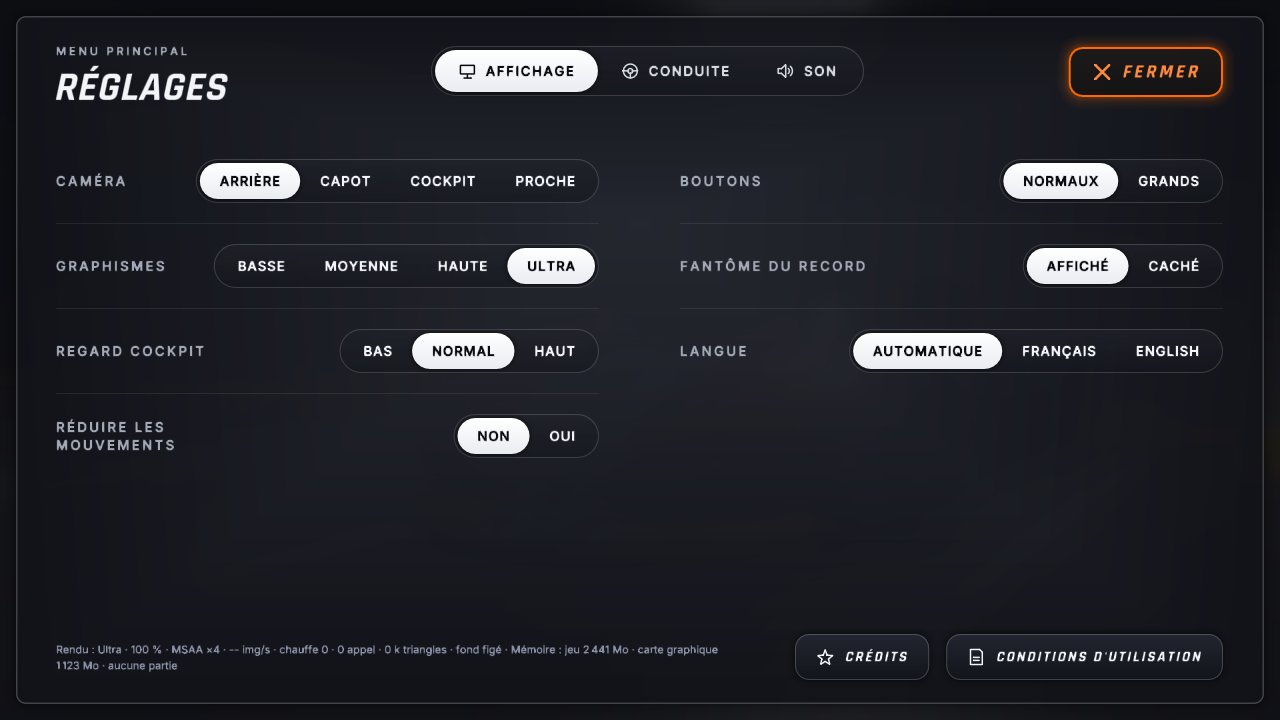 MENU PRINCIPAL
RÉGLAGES
AFFICHAGE
CONDUITE
SON
FERMER
CAMÉRA
ARRIÈRE
CAPOT
COCKPIT
PROCHE
BOUTONS
NORMAUX
GRANDS
GRAPHISMES
BASSE
MOYENNE
HAUTE
ULTRA
FANTÔME DU RECORD
AFFICHÉ
CACHÉ
REGARD COCKPIT
BAS
NORMAL
HAUT
LANGUE
AUTOMATIQUE
FRANÇAIS
ENGLISH
RÉDUIRE LES
MOUVEMENTS
NON
OUI
Rendu : Ultra · 100 % · MSAA ×4 · -- img/s · chauffe 0 · 0 appel · 0 k triangles · fond figé · Mémoire : jeu 2 441 Mo · carte graphique
1 123 Mo · aucune partie
CRÉDITS
CONDITIONS D'UTILISATION